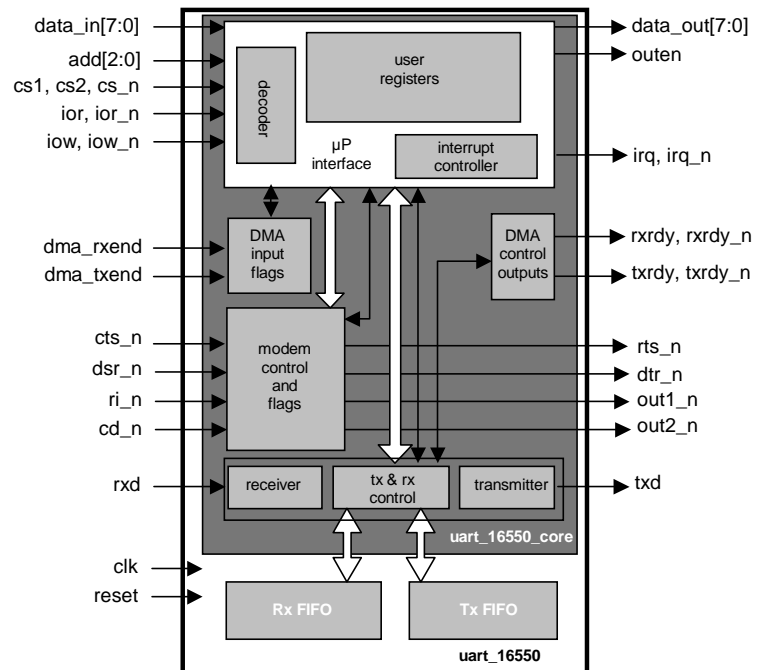 data_in[7:0]
add[2:0]
cs1, cs2, cs_n
ior, ior_n
iow, iow_n
decoder
user
registers
µP
interface
interrupt
controller
data_out[7:0]
outen
irq, irq_n
dma_rxend
dma_txend
DMA
input
flags
DMA
control
outputs
rxrdy, rxrdy_n
txrdy, txrdy_n
cts_n
dsr_n
ri_n
cd_n
modem
control
and
flags
rts_n
dtr_n
out1_n
out2_n
rxd
receiver
tx & rx
control
transmitter
txd
uart_16550_core
clk
reset
Rx FIFO
Tx FIFO
uart_16550